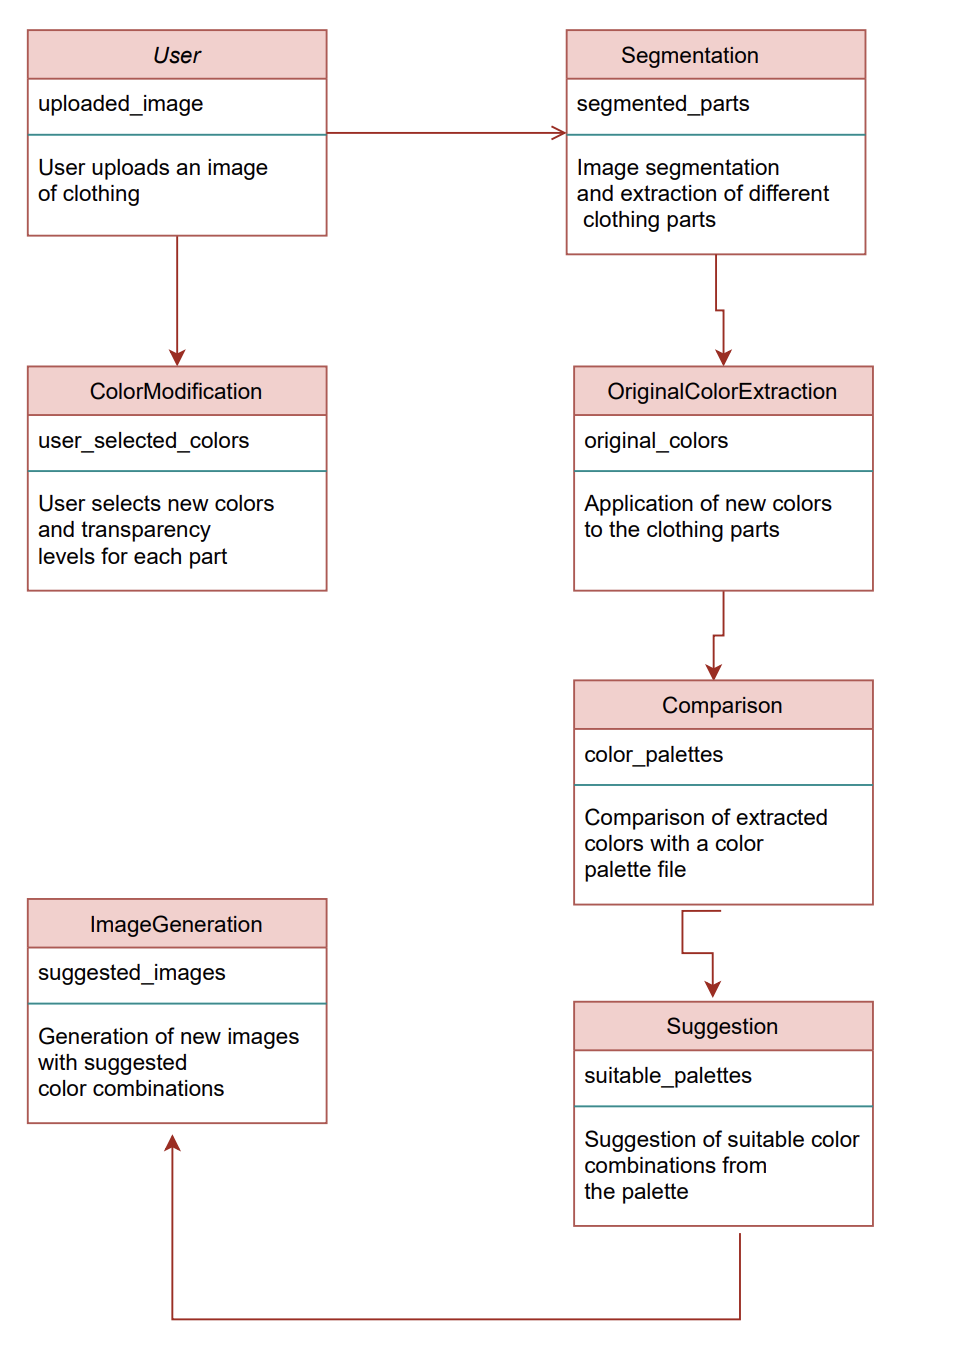 User
uploaded_image
User uploads an image
of clothing
Segmentation
segmented_parts
Image segmentation
and extraction of different
clothing parts
ColorModification
user_selected_colors
User selects new colors
and transparency
levels for each part
OriginalColorExtraction
original_colors
Application of new colors
to the clothing parts
Comparison
color_palettes
Comparison of extracted
colors with a color
palette file
ImageGeneration
suggested_images
Generation of new images
with suggested
color combinations
Suggestion
suitable_palettes
Suggestion of suitable color
combinations from
the palette